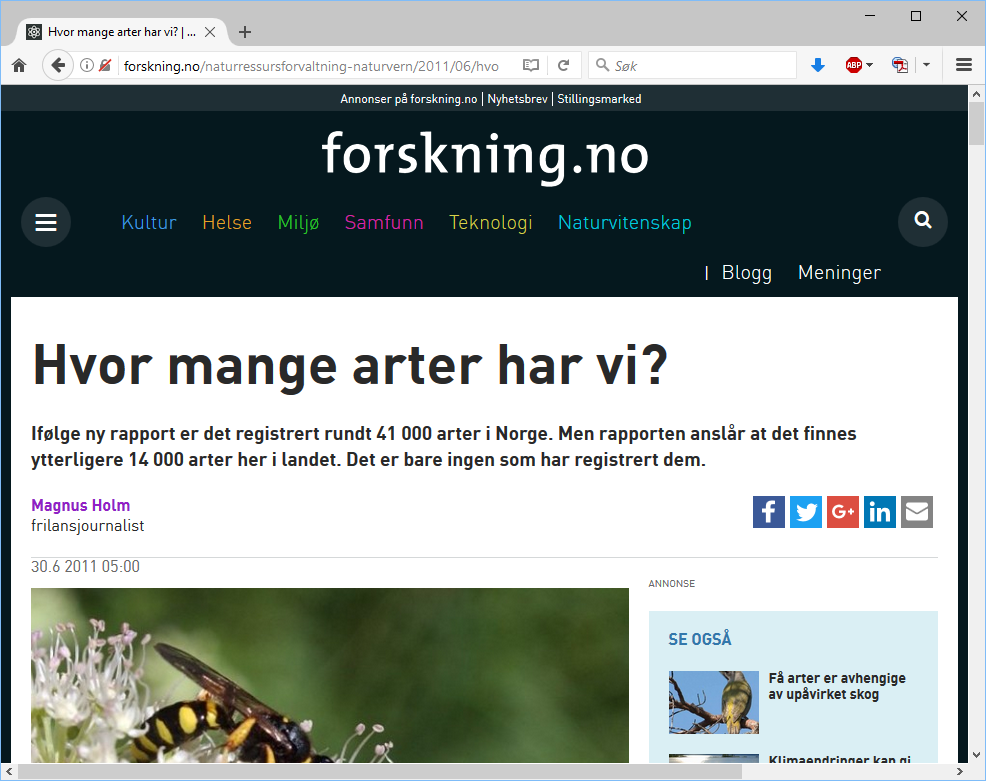 Hvor mange arter har vi? | ...
forskning.no/naturressursforvaltning-naturvern/2011/06/hvo
Søk
ABP
Annonser på forskning.no | Nyhetsbrev | Stillingsmarked
forskning.no
Kultur Helse Miljø Samfunn Teknologi Naturvitenskap
| Blogg Meninger
Hvor mange arter har vi?
Ifølge ny rapport er det registrert rundt 41 000 arter i Norge. Men rapporten anslår at det finnes
ytterligere 14 000 arter her i landet. Det er bare ingen som har registrert dem.
Magnus Holm
frilansjournalist
30.6 2011 05:00
ANNONSE
SE OGSÅ
Få arter er avhengige
av upåvirket skog
Klimaendringer kan gi